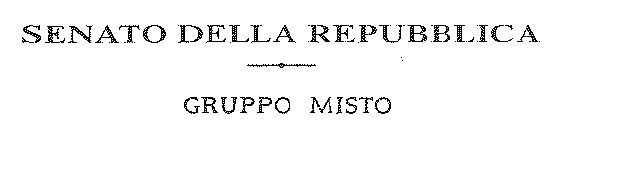 SENATO DELLA REPUBBLICA
GRUPPO MISTO